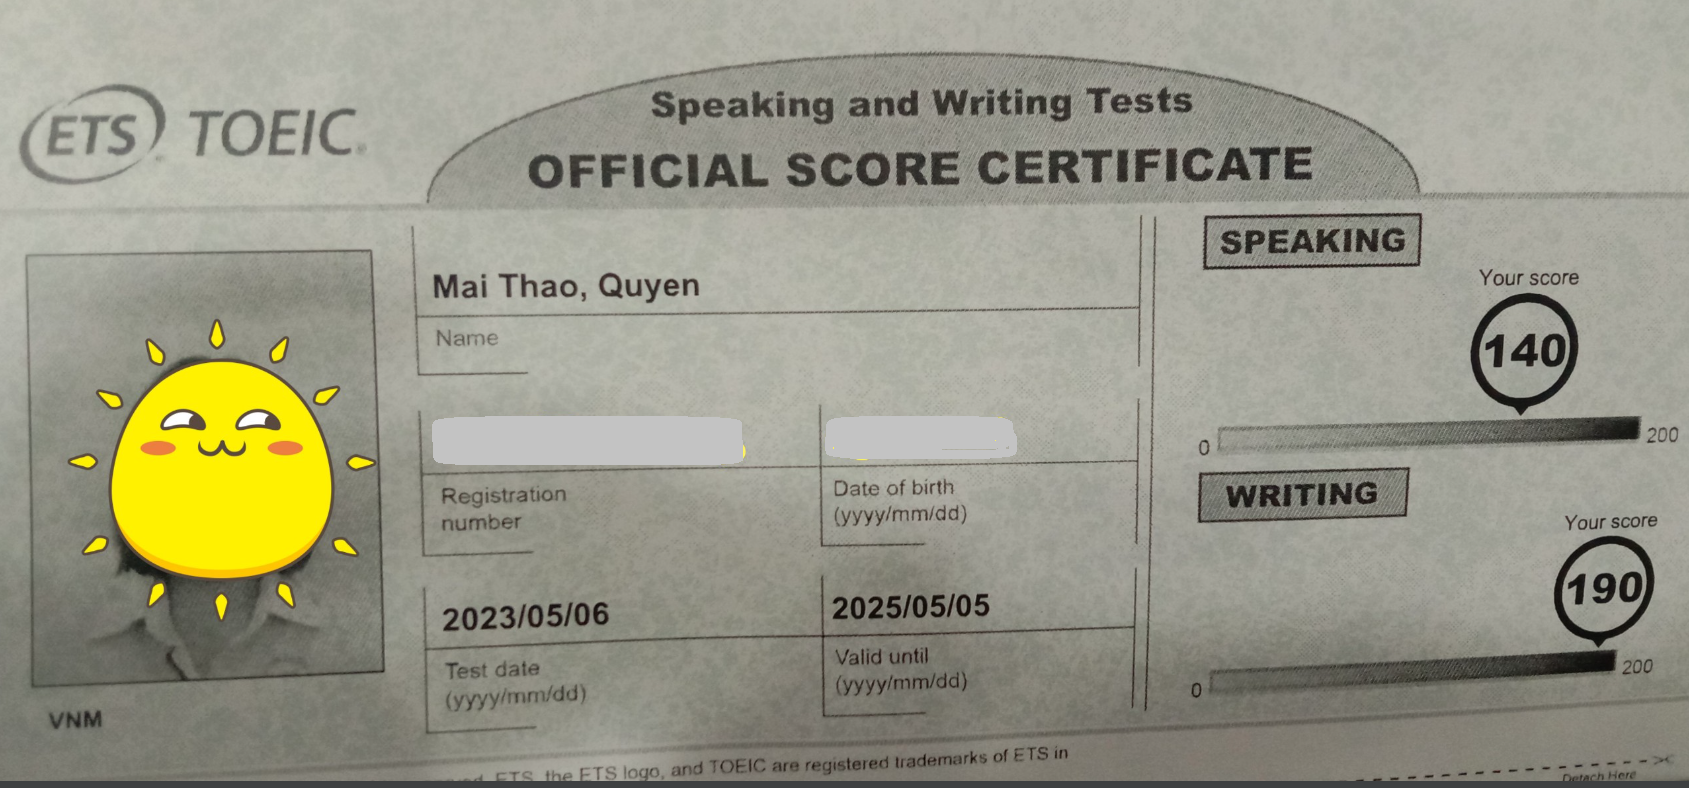 ETS TOEIC
Speaking and Writing Tests
OFFICIAL SCORE CERTIFICATE
Mai Thao, Quyen
Name
Registration
number
Date of birth
(yyyy/mm/dd)
2023/05/06
Test date
(yyyy/mm/dd)
2025/05/05
Valid until
(yyyy/mm/dd)
VNM
SPEAKING
Your score
140
0
200
WRITING
Your score
190
0
200
ETS, the ETS logo, and TOEIC are registered trademarks of ETS in
Detach Here